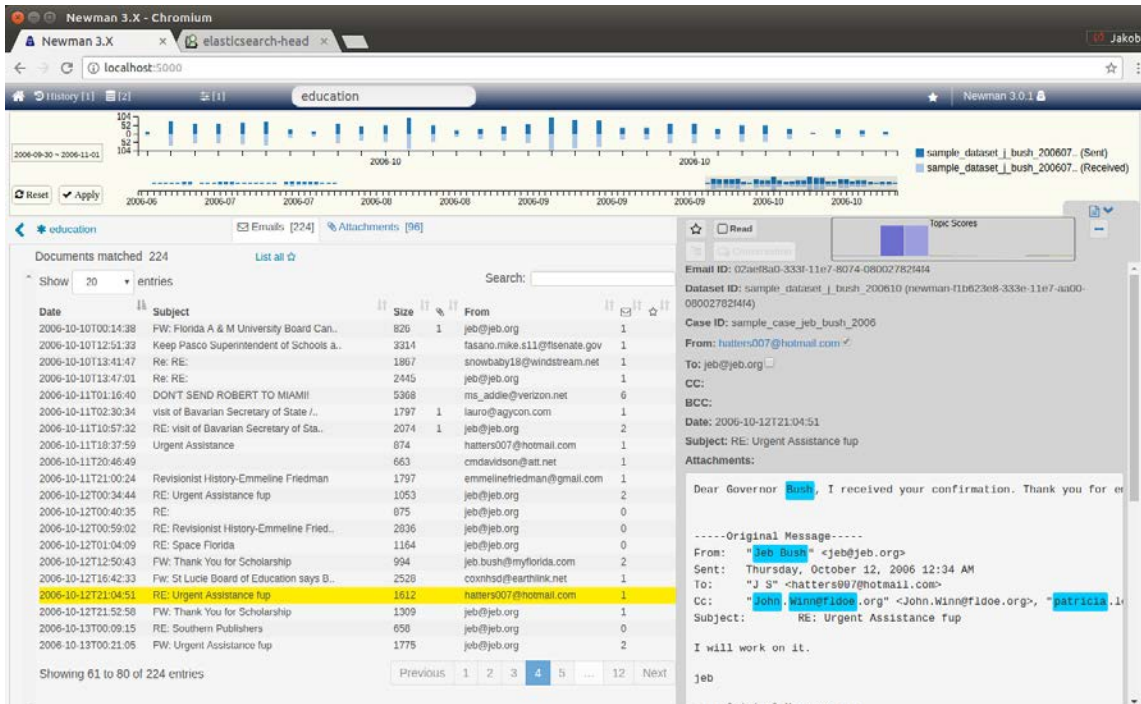 Newman 3.X - Chromium
Newman 3.X × elasticsearch-head × Jakob
localhost:5000
History [1] [2] [1] education Newman 3.0.1
104
52
0
52
104
2006-10 2006-10
2006-09-30 ~ 2006-11-01
sample_dataset_j_bush_200607.. (Sent)
sample_dataset_j_bush_200607.. (Received)
Reset Apply
2006-06 2006-07 2006-07 2006-08 2006-08 2006-09 2006-09 2006-09 2006-10 2006-10
education Emails [224] Attachments [96]
Documents matched 224 List all
Show 20 entries Search:
Date Subject Size From
2006-10-10T00:14:38 FW: Florida A & M University Board Can.. 826 1 jeb@jeb.org 1
2006-10-10T12:51:33 Keep Pasco Superintendent of Schools a.. 3314 fasano.mike.s11@flsenate.gov 1
2006-10-10T13:41:47 Re: RE: 1867 snowbaby18@windstream.net 1
2006-10-10T13:47:01 Re: RE: 2445 jeb@jeb.org 1
2006-10-11T01:16:40 DON'T SEND ROBERT TO MIAMI! 5368 ms_addie@verizon.net 6
2006-10-11T02:30:34 visit of Bavarian Secretary of State /.. 1797 1 lauro@agycon.com 1
2006-10-11T10:57:32 RE: visit of Bavarian Secretary of Sta.. 2074 1 jeb@jeb.org 2
2006-10-11T18:37:59 Urgent Assistance 874 hatters007@hotmail.com 1
2006-10-11T20:46:49 663 cmdavidson@att.net 1
2006-10-11T21:00:24 Revisionist History-Emmeline Friedman 1797 emmelinefriedman@gmail.com 1
2006-10-12T00:34:44 RE: Urgent Assistance fup 1053 jeb@jeb.org 2
2006-10-12T00:40:35 RE: 875 jeb@jeb.org 0
2006-10-12T00:59:02 RE: Revisionist History-Emmeline Fried.. 2836 jeb@jeb.org 0
2006-10-12T01:04:09 RE: Space Florida 1164 jeb@jeb.org 0
2006-10-12T12:50:43 FW: Thank You for Scholarship 994 jeb.bush@myflorida.com 2
2006-10-12T16:42:33 Fw: St Lucie Board of Education says B.. 2528 coxnhsd@earthlink.net 1
2006-10-12T21:04:51 RE: Urgent Assistance fup 1612 hatters007@hotmail.com 1
2006-10-12T21:52:58 FW: Thank You for Scholarship 1309 jeb@jeb.org 1
2006-10-13T00:09:15 RE: Southern Publishers 658 jeb@jeb.org 0
2006-10-13T00:21:05 FW: Urgent Assistance fup 1775 jeb@jeb.org 2
Showing 61 to 80 of 224 entries Previous 1 2 3 4 5 ... 12 Next
Read Topic Scores
Conversation
Email ID: 02aef8a0-333f-11e7-8074-08002782f4f4
Dataset ID: sample_dataset_j_bush_200610 (newman-f1b623e8-333e-11e7-aa00-
08002782f4f4)
Case ID: sample_case_jeb_bush_2006
From: hatters007@hotmail.com
To: jeb@jeb.org
CC:
BCC:
Date: 2006-10-12T21:04:51
Subject: RE: Urgent Assistance fup
Attachments:
Dear Governor Bush, I received your confirmation. Thank you for e
-----Original Message-----
From: "Jeb Bush" <jeb@jeb.org>
Sent: Thursday, October 12, 2006 12:34 AM
To: "J S" <hatters007@hotmail.com>
Cc: "John.Winn@fldoe.org" <John.Winn@fldoe.org>, "patricia.l
Subject: RE: Urgent Assistance fup
I will work on it.
jeb